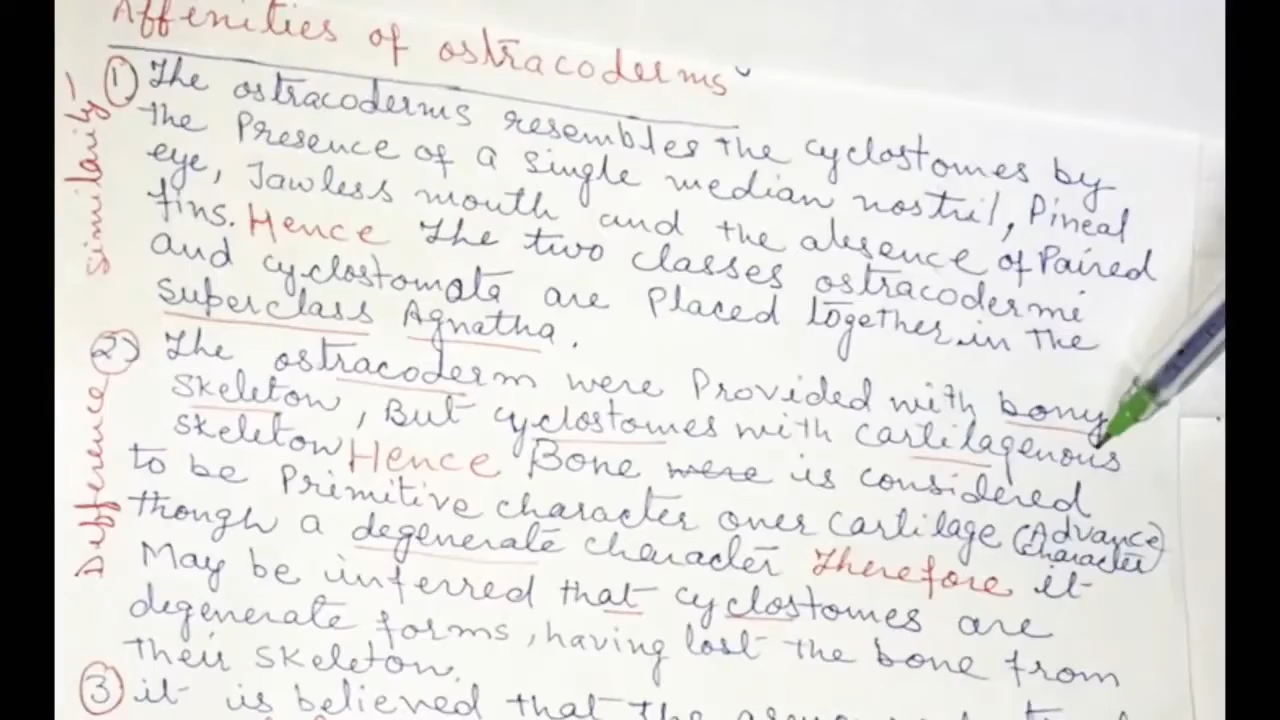 Affenities of ostracoderms
similarity -
① The ostracoderms resembles the cyclostomes by
the Presence of a single median nostril, Pineal
eye, Jawless mouth and the absence of Paired
fins. Hence The two classes ostracodermi
and cyclostomata are Placed together in the
Superclass Agnatha.
Difference
②) The ostracoderm were Provided with bony
skeleton, But cyclostomes with cartilagenous
skeleton Hence Bone were is considered
to be Primitive character over cartilage (Advance character)
though a degenerate character Therefore it
May be inferred that cyclostomes are
degenerate forms, having lost the bone from
their skeleton.
③ it is believed that the